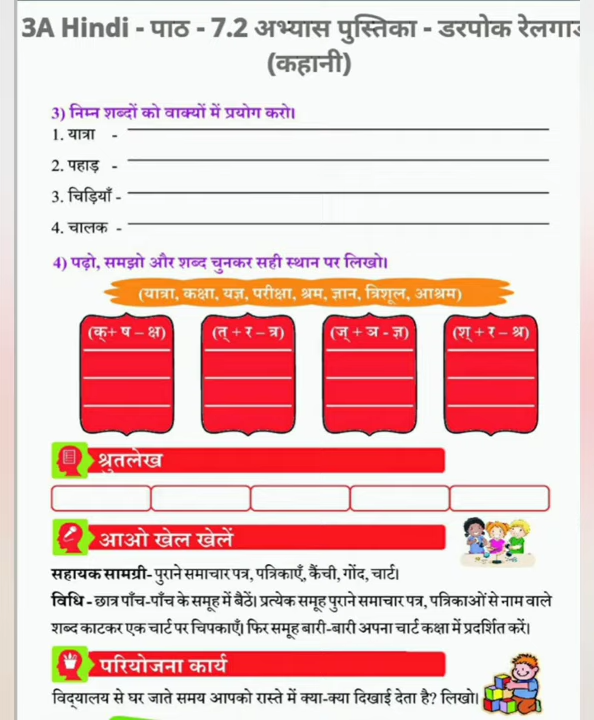 3A Hindi - पाठ - 7.2 अभ्यास पुस्तिका - डरपोक
(कहानी)
3) निम्न शब्दों को वाक्यों में प्रयोग करो।
1. यात्रा -
2. पहाड़ -
3. चिड़ियाँ -
4. चालक -
4) पढ़ो, समझो और शब्द चुनकर सही स्थान पर लिखो।
(यात्रा, कक्षा, यज्ञ, परीक्षा, श्रम, ज्ञान, त्रिशूल, आश्रम)
(क्+ ष – क्ष) (त् + र – त्र) (ज् + ञ - ज्ञ) (श् + र – श्र)
श्रुतलेख
आओ खेल खेलें
सहायक सामग्री- पुराने समाचार पत्र, पत्रिकाएँ, कैंची, गोंद, चार्ट।
विधि - छात्र पाँच-पाँच के समूह में बैठें। प्रत्येक समूह पुराने समाचार पत्र, पत्रिकाओं से नाम वाले
शब्द काटकर एक चार्ट पर चिपकाएँ। फिर समूह बारी-बारी अपना चार्ट कक्षा में प्रदर्शित करें।
परियोजना कार्य
विद्यालय से घर जाते समय आपको रास्ते में क्या-क्या दिखाई देता है? लिखो।